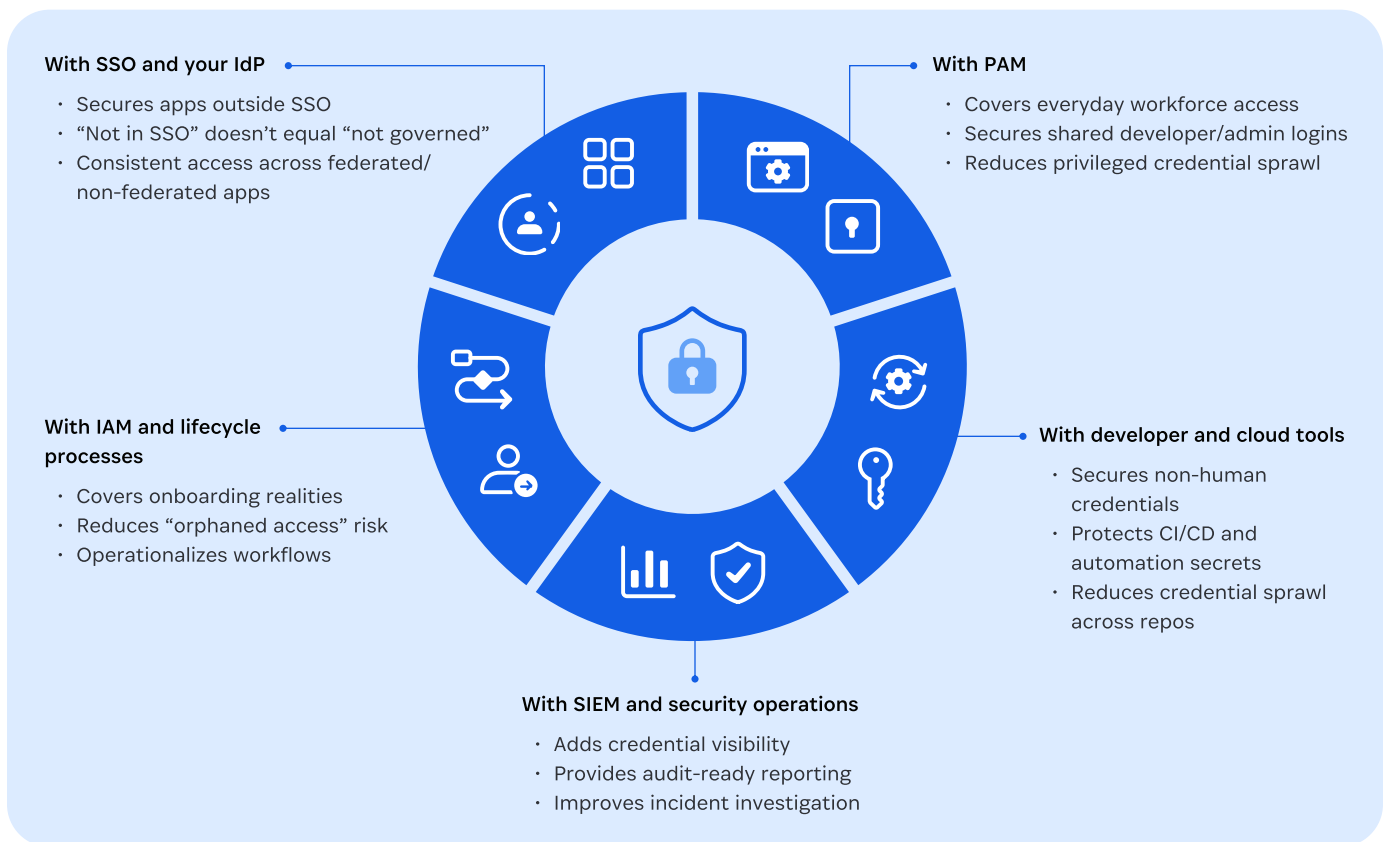 With SSO and your IdP
• Secures apps outside SSO
• “Not in SSO” doesn’t equal “not governed”
• Consistent access across federated/
non-federated apps
With PAM
• Covers everyday workforce access
• Secures shared developer/admin logins
• Reduces privileged credential sprawl
With IAM and lifecycle
processes
• Covers onboarding realities
• Reduces “orphaned access” risk
• Operationalizes workflows
With developer and cloud tools
• Secures non-human
credentials
• Protects CI/CD and
automation secrets
• Reduces credential sprawl
across repos
With SIEM and security operations
• Adds credential visibility
• Provides audit-ready reporting
• Improves incident investigation